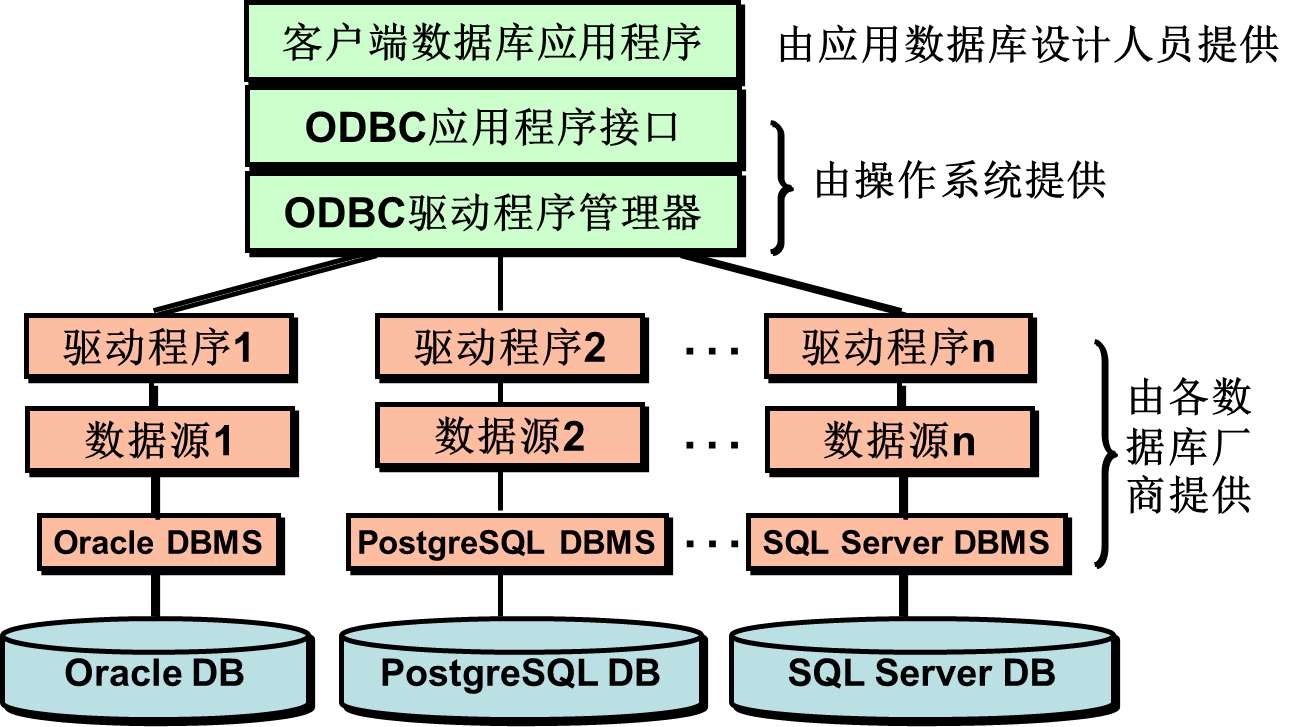 客户端数据库应用程序
由应用数据库设计人员提供
ODBC应用程序接口
ODBC驱动程序管理器
由操作系统提供
驱动程序1
驱动程序2
...
驱动程序n
数据源1
数据源2
...
数据源n
由各数
据库厂
商提供
Oracle DBMS
PostgreSQL DBMS
...
SQL Server DBMS
Oracle DB
PostgreSQL DB
SQL Server DB